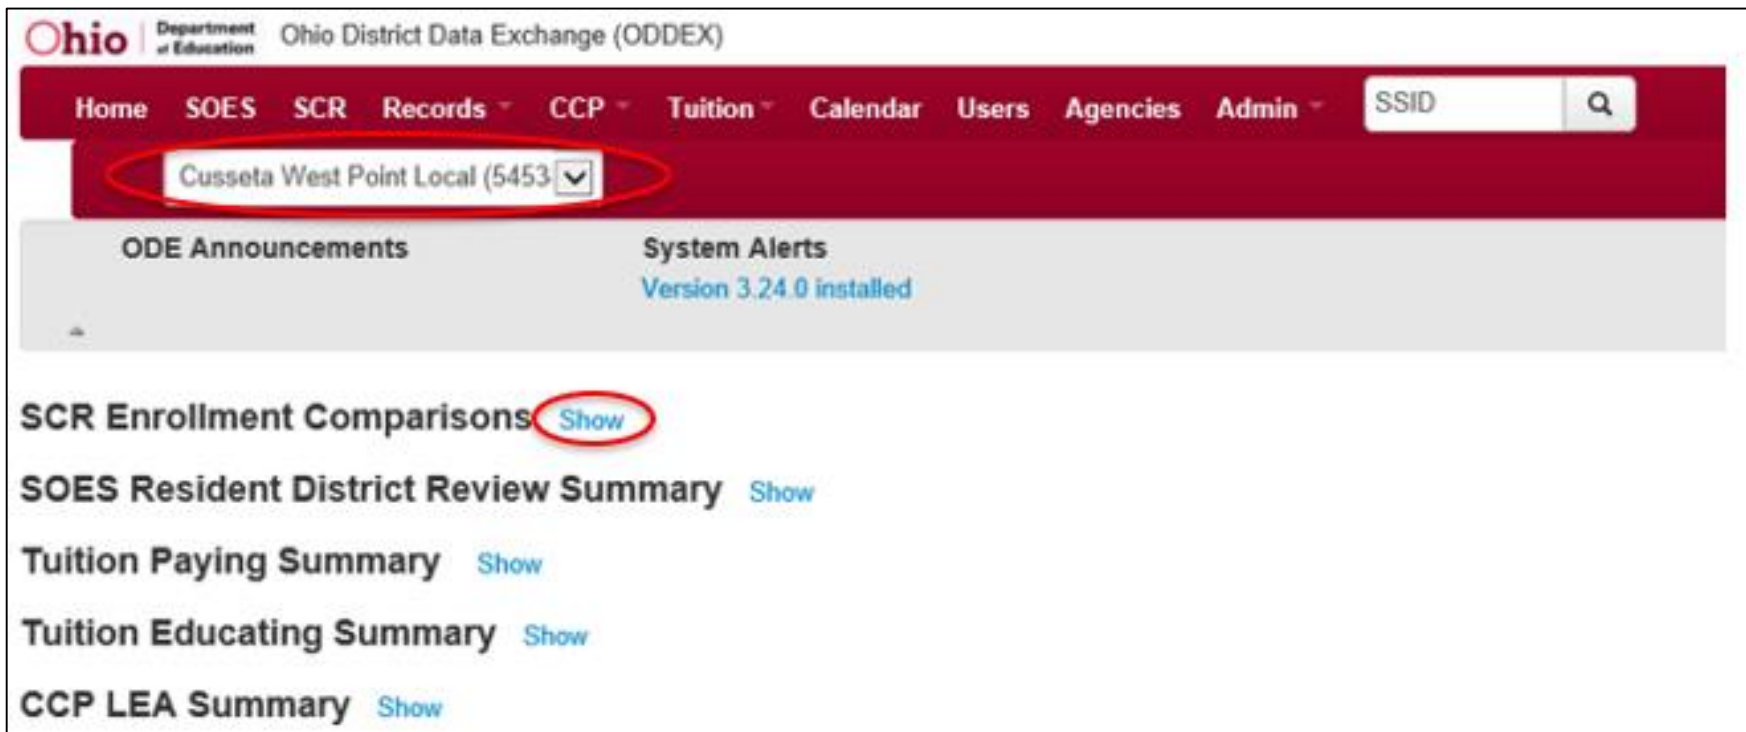 Ohio Department of Education Ohio District Data Exchange (ODDEX)
Home SOES SCR Records CCP Tuition Calendar Users Agencies Admin SSID
Cusseta West Point Local (5453
ODE Announcements System Alerts
Version 3.24.0 installed
SCR Enrollment Comparisons Show
SOES Resident District Review Summary Show
Tuition Paying Summary Show
Tuition Educating Summary Show
CCP LEA Summary Show